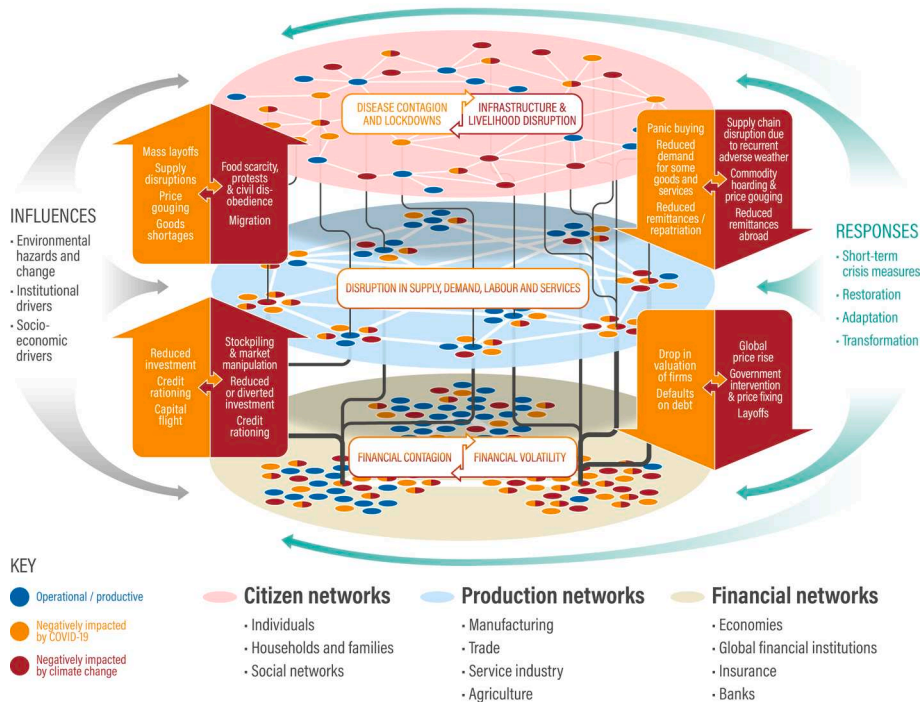 DISEASE CONTAGION
AND LOCKDOWNS
INFRASTRUCTURE &
LIVELIHOOD DISRUPTION
Mass layoffs
Supply
disruptions
Price
gouging
Goods
shortages
Food scarcity,
protests
& civil dis-
obedience
Migration
Panic buying
Reduced
demand
for some
goods and
services
Reduced
remittances /
repatriation
Supply chain
disruption due
to recurrent
adverse weather
Commodity
hoarding &
price gouging
Reduced
remittances
abroad
INFLUENCES
• Environmental
hazards and
change
• Institutional
drivers
• Socio-
economic
drivers
RESPONSES
• Short-term
crisis measures
• Restoration
• Adaptation
• Transformation
DISRUPTION IN SUPPLY, DEMAND, LABOUR AND SERVICES
Reduced
investment
Credit
rationing
Capital
flight
Stockpiling
& market
manipulation
Reduced
or diverted
investment
Credit
rationing
Drop in
valuation
of firms
Defaults
on debt
Global
price rise
Government
intervention
& price fixing
Layoffs
FINANCIAL CONTAGION
FINANCIAL VOLATILITY
KEY
Operational / productive
Negatively impacted
by COVID-19
Negatively impacted
by climate change
Citizen networks
• Individuals
• Households and families
• Social networks
Production networks
• Manufacturing
• Trade
• Service industry
• Agriculture
Financial networks
• Economies
• Global financial institutions
• Insurance
• Banks